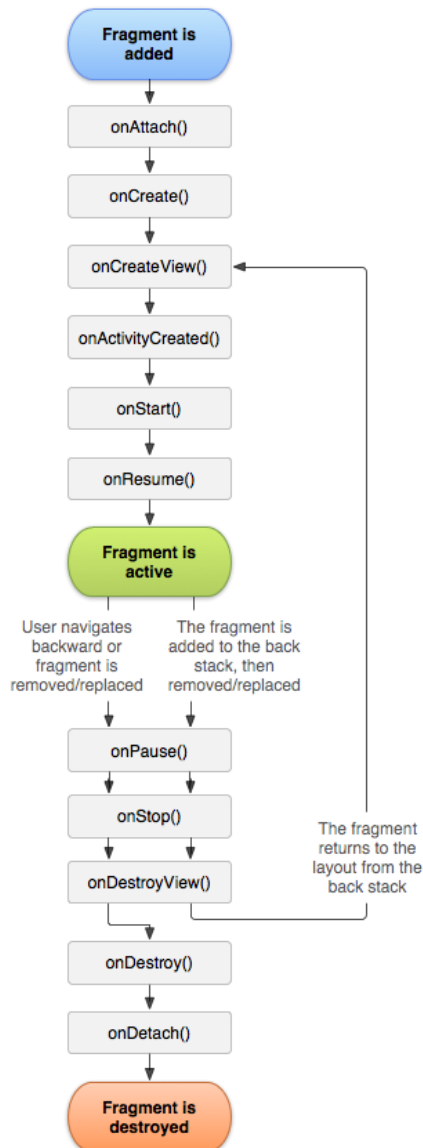 Fragment is
added
onAttach()
onCreate()
onCreateView()
onActivityCreated()
onStart()
onResume()
Fragment is
active
User navigates
backward or
fragment is
removed/replaced
The fragment is
added to the back
stack, then
removed/replaced
onPause()
onStop()
onDestroyView()
The fragment
returns to the
layout from the
back stack
onDestroy()
onDetach()
Fragment is
destroyed